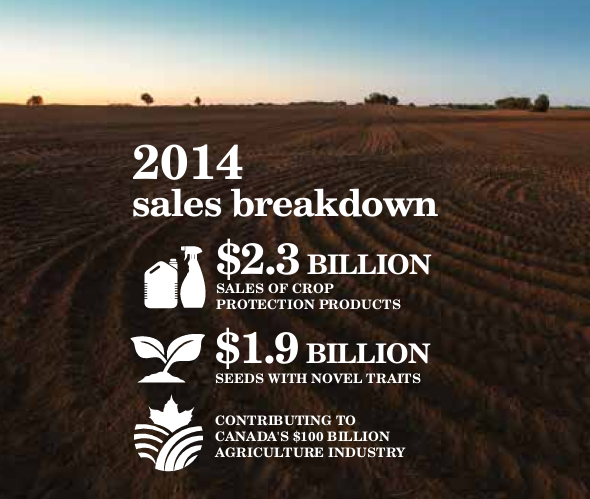 2014
sales breakdown
$2.3 BILLION
SALES OF CROP
PROTECTION PRODUCTS
$1.9 BILLION
SEEDS WITH NOVEL TRAITS
CONTRIBUTING TO
CANADA'S $100 BILLION
AGRICULTURE INDUSTRY